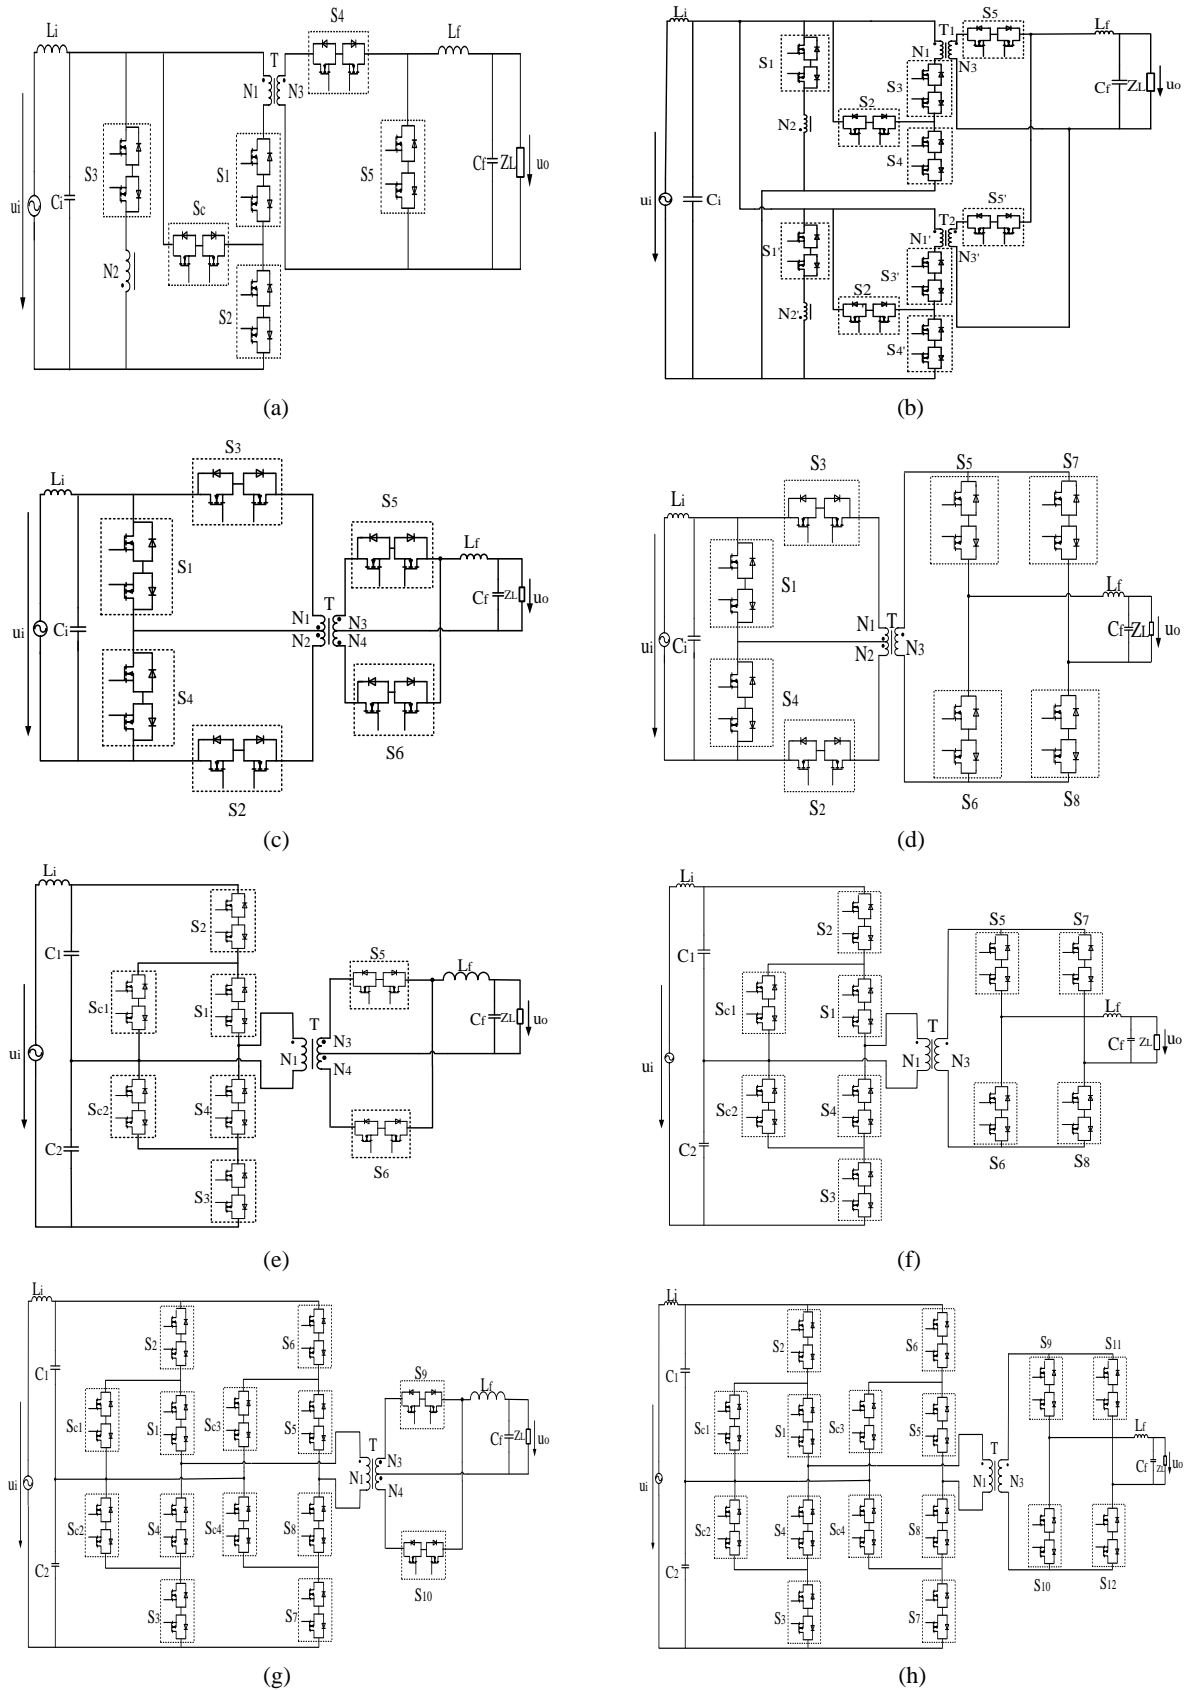 Li
S4
Lf
T
N1
N3
S3
S1
S5
Cf
ZL
uo
ui
Ci
Sc
N2
S2
(a)
Li
S5
Lf
T1
N1
N3
S1
S3
Cf
ZL
uo
S2
N2
S4
ui
Ci
S5'
T2
N1'
N3'
S1'
S3'
S2
N2'
S4'
(b)
S3
Li
S5
S1
Lf
T
Cf
ZL
uo
ui
Ci
N1
N3
N2
N4
S4
S6
S2
(c)
S3
S5
S7
Li
S1
Lf
N1
T
Cf
ZL
uo
ui
Ci
N2
N3
S4
S2
S6
S8
(d)
Li
S2
C1
S5
Lf
Sc1
S1
T
Cf
ZL
uo
N3
ui
N1
N4
Sc2
S4
C2
S6
S3
(e)
Li
S2
S5
S7
C1
Sc1
S1
Lf
T
Cf
ZL
uo
ui
N1
N3
Sc2
S4
C2
S6
S8
S3
(f)
Li
S2
S6
C1
S9
Lf
Sc1
S1
Sc3
S5
T
Cf
ZL
uo
N3
ui
N1
N4
Sc2
S4
Sc4
S8
C2
S10
S3
S7
(g)
Li
S2
S6
S9
S11
C1
Sc1
S1
Sc3
S5
Lf
T
Cf
ZL
uo
ui
N1
N3
Sc2
S4
Sc4
S8
C2
S10
S12
S3
S7
(h)